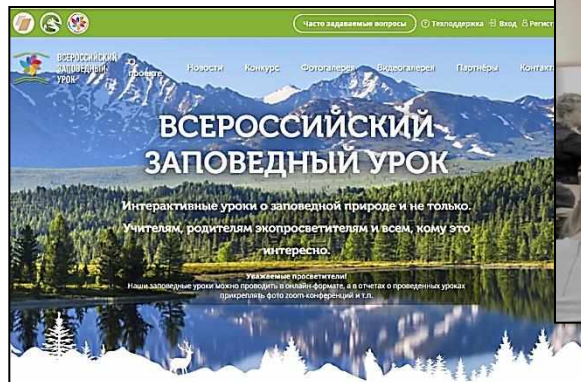 Часто задаваемые вопросы Техподдержка Вход Регист
ВСЕРОССИЙСКИЙ
ЗАПОВЕДНЫЙ
УРОК
О проекте Новости Конкурс Фотогалерея Видеогалерея Партнёры Контакт
ВСЕРОССИЙСКИЙ
ЗАПОВЕДНЫЙ УРОК
Интерактивные уроки о заповедной природе и не только.
Учителям, родителям экопросветителям и всем, кому это
интересно.
Уважаемые просветители!
Наши заповедные уроки можно проводить в онлайн-формате, а в отчетах о проведенных уроках
прикреплять фото zoom-конференций и т.п.